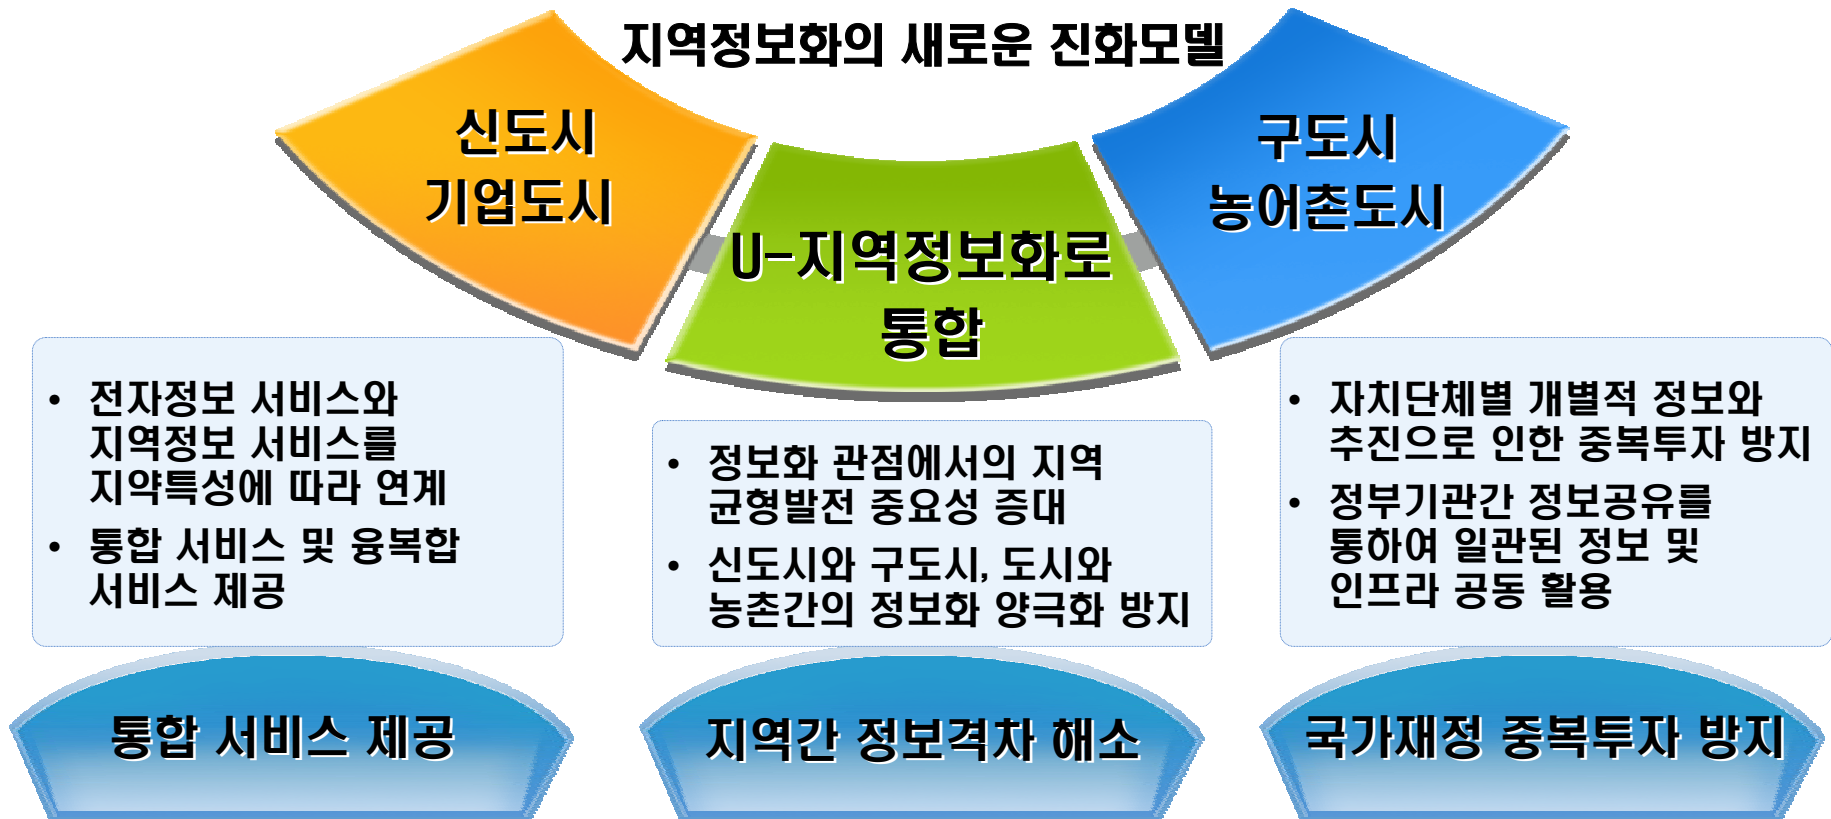 지역정보화의 새로운 진화모델
신도시
기업도시
U-지역정보화로
통합
구도시
농어촌도시
• 전자정보 서비스와
지역정보 서비스를
지약특성에 따라 연계
• 통합 서비스 및 융복합
서비스 제공
• 정보화 관점에서의 지역
균형발전 중요성 증대
• 신도시와 구도시, 도시와
농촌간의 정보화 양극화 방지
• 자치단체별 개별적 정보와
추진으로 인한 중복투자 방지
• 정부기관간 정보공유를
통하여 일관된 정보 및
인프라 공동 활용
통합 서비스 제공
지역간 정보격차 해소
국가재정 중복투자 방지